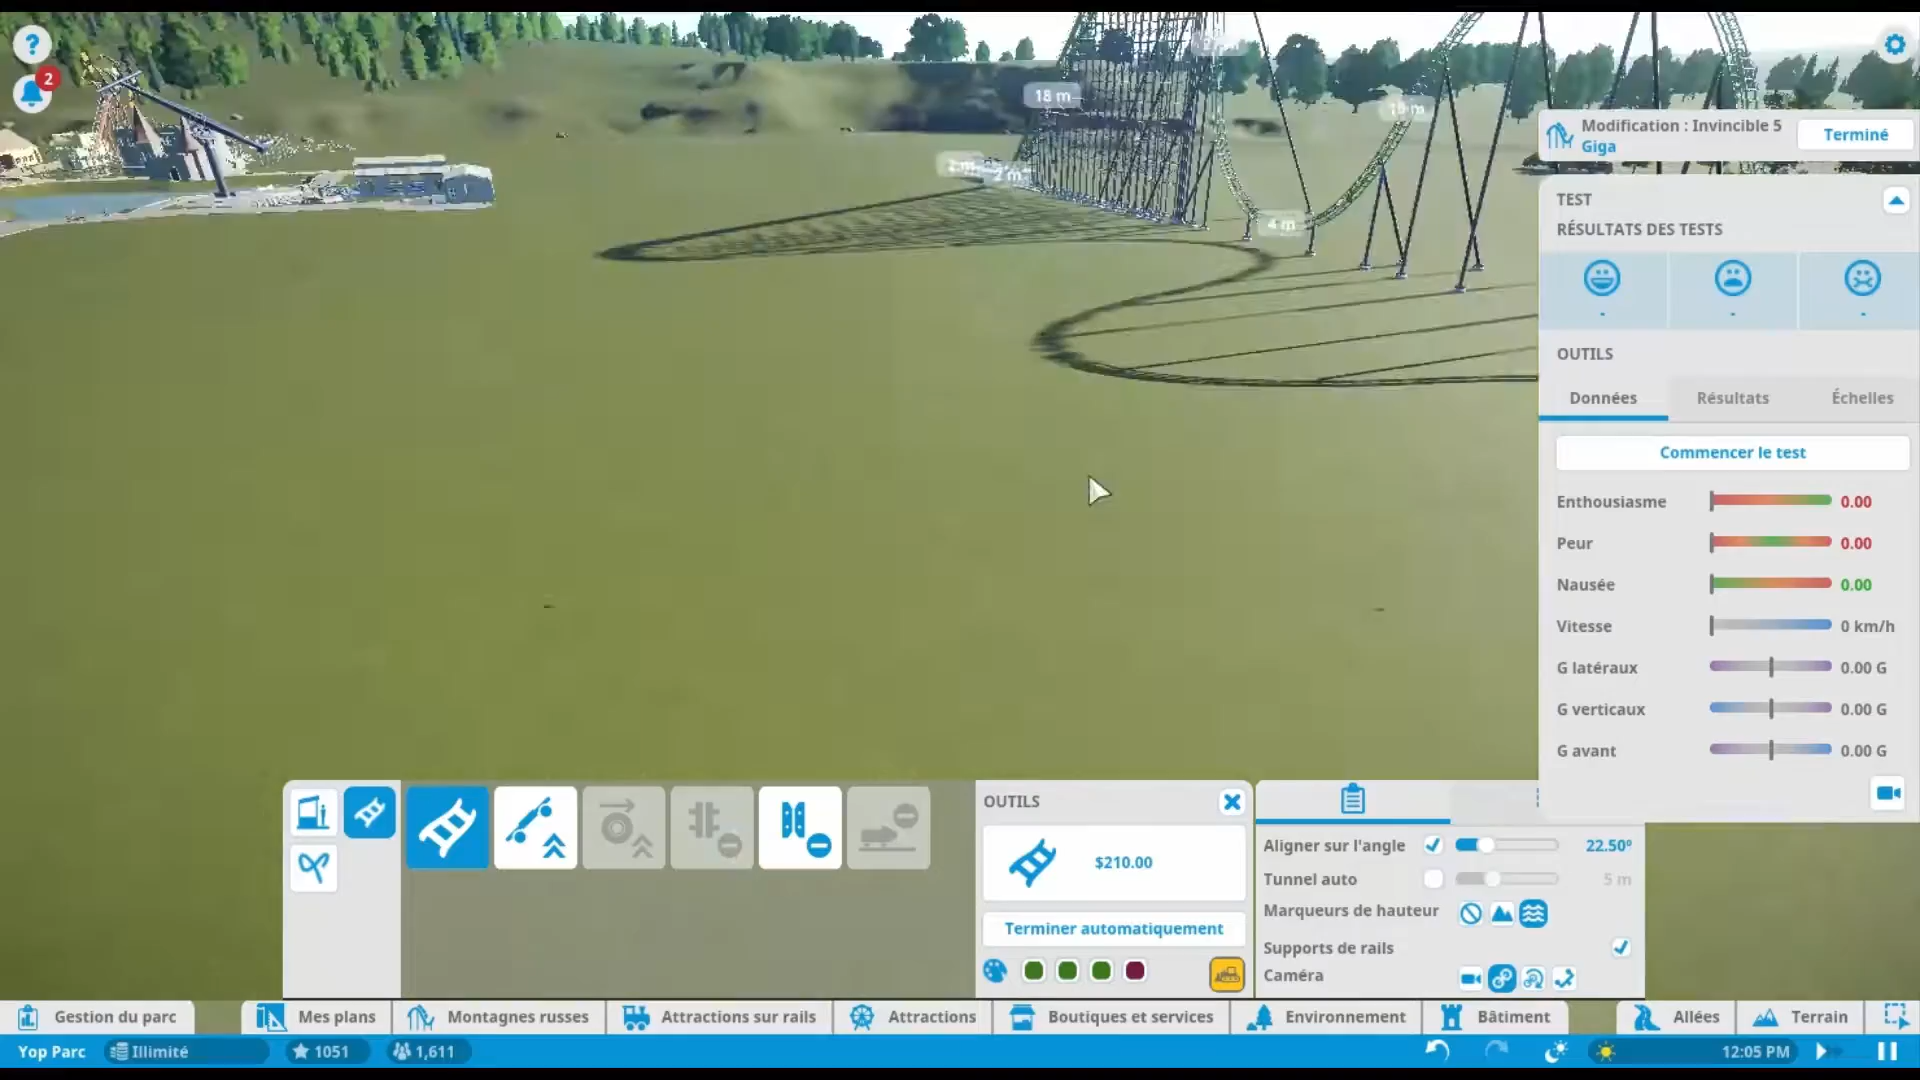 ?
2
18 m
18 m
2 m
4 m
Modification : Invincible 5
Giga
Terminé
TEST
RÉSULTATS DES TESTS
-
-
-
OUTILS
Données
Résultats
Échelles
Commencer le test
Enthousiasme
0.00
Peur
0.00
Nausée
0.00
Vitesse
0 km/h
G latéraux
0.00 G
G verticaux
0.00 G
G avant
0.00 G
OUTILS
$210.00
Terminer automatiquement
Aligner sur l'angle
22.50°
Tunnel auto
5 m
Marqueurs de hauteur
Supports de rails
Caméra
Gestion du parc
Mes plans
Montagnes russes
Attractions sur rails
Attractions
Boutiques et services
Environnement
Bâtiment
Allées
Terrain
Yop Parc
Illimité
1051
1,611
12:05 PM